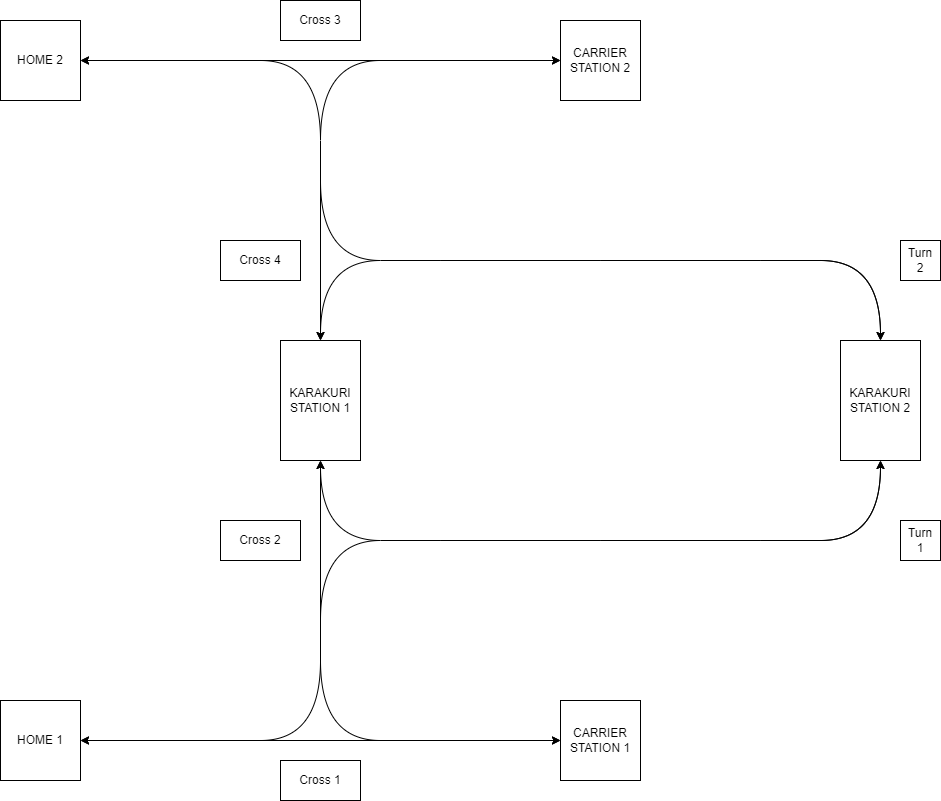 Cross 3
HOME 2
CARRIER
STATION 2
Cross 4
Turn
2
KARAKURI
STATION 1
KARAKURI
STATION 2
Cross 2
Turn
1
HOME 1
CARRIER
STATION 1
Cross 1